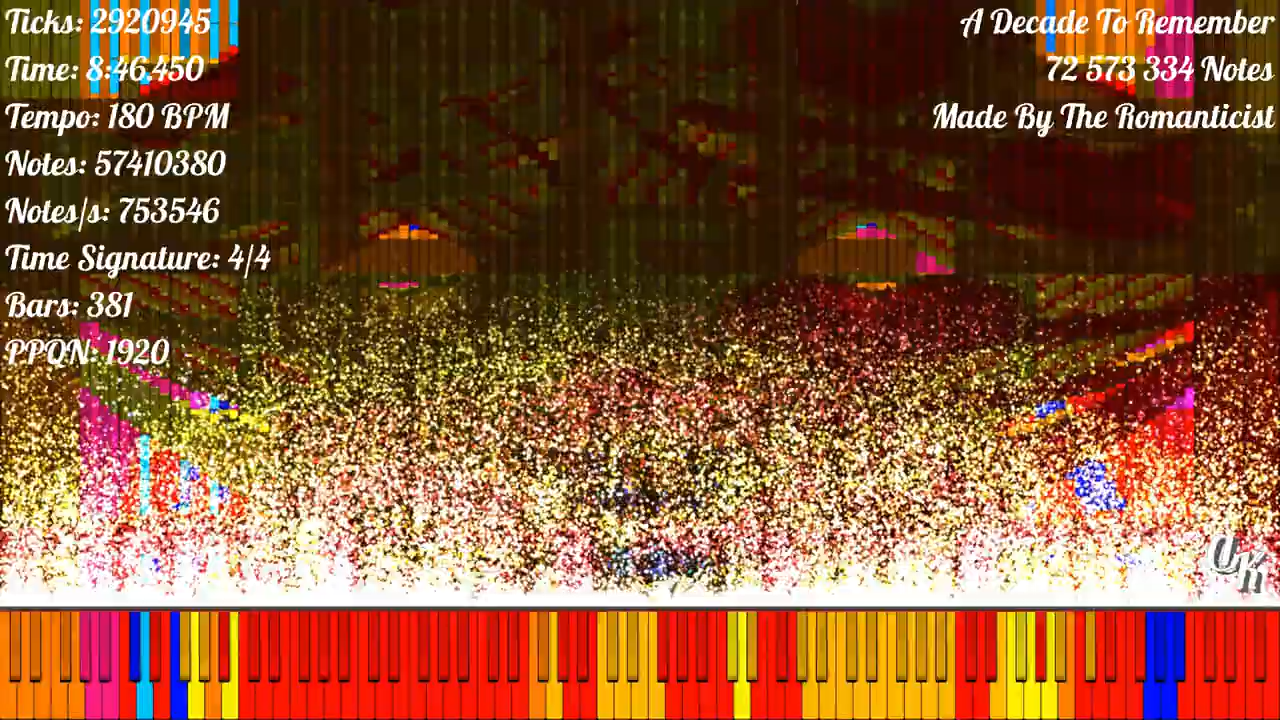 Ticks: 2920945
Time: 8:46.450
Tempo: 180 BPM
Notes: 57410380
Notes/s: 753546
Time Signature: 4/4
Bars: 381
PPQN: 1920
A Decade To Remember
72 573 334 Notes
Made By The Romanticist
UK